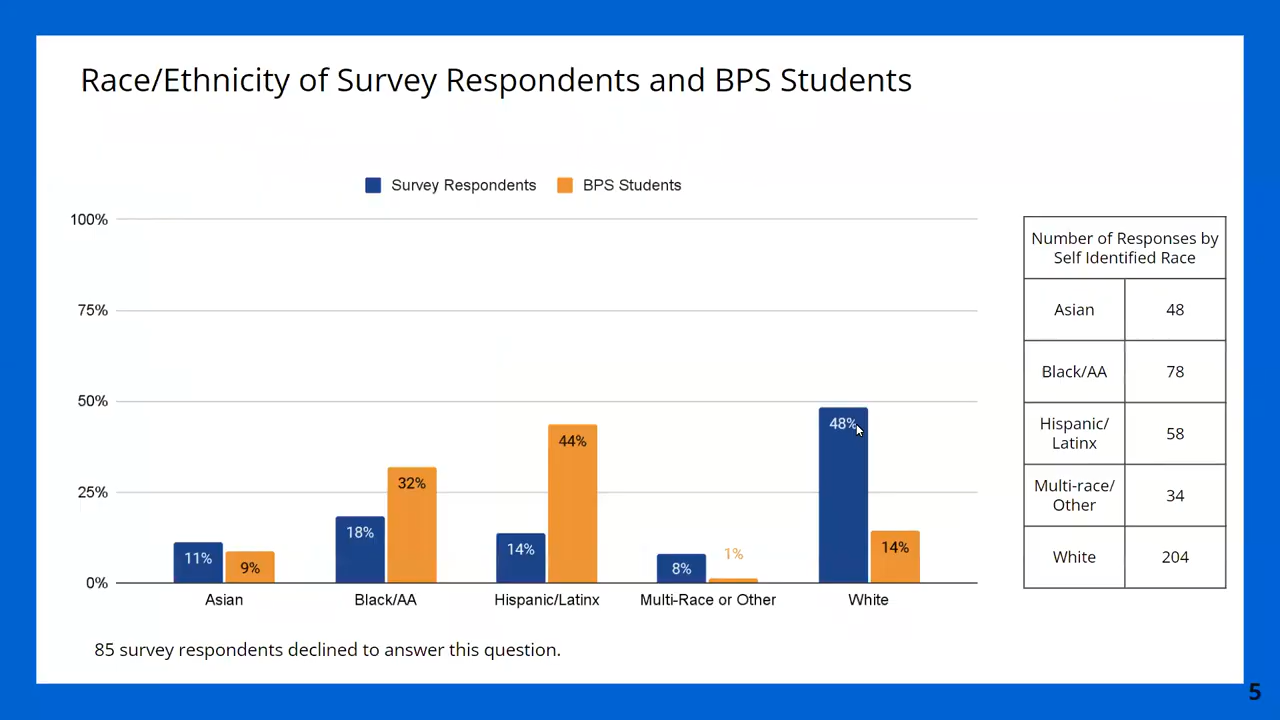 Race/Ethnicity of Survey Respondents and BPS Students
Survey Respondents BPS Students
100%
75%
50%
25%
0%
11% 9%
18% 32%
14% 44%
8% 1%
48% 14%
Asian Black/AA Hispanic/Latinx Multi-Race or Other White
Number of Responses by
Self Identified Race
Asian 48
Black/AA 78
Hispanic/
Latinx 58
Multi-race/
Other 34
White 204
85 survey respondents declined to answer this question.
5